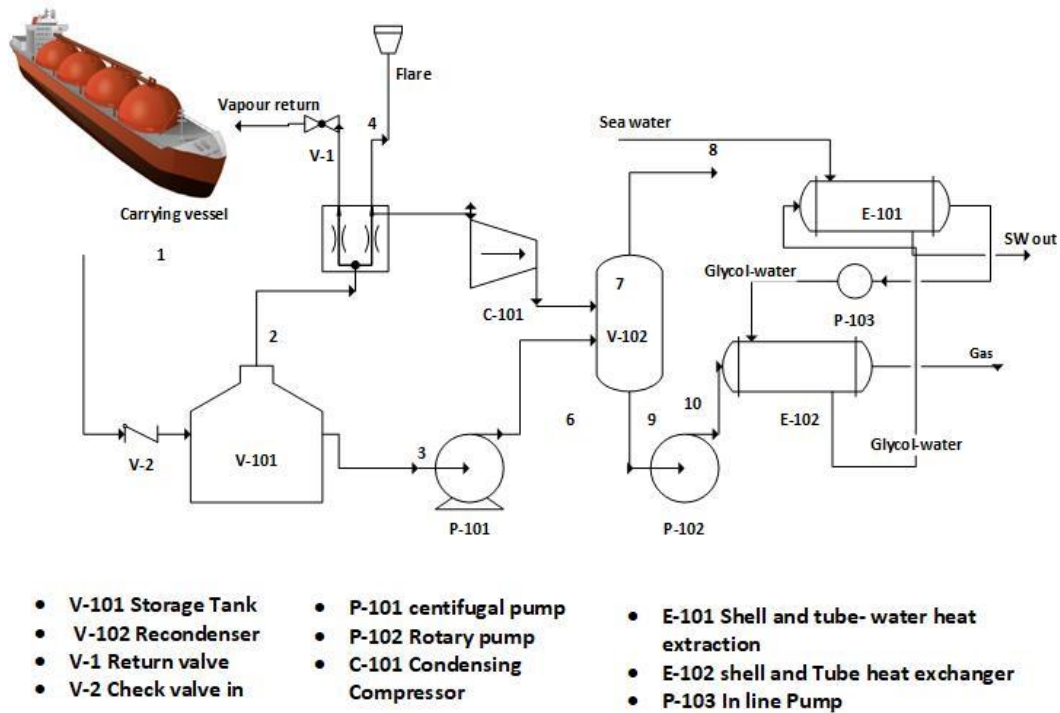 Flare
Vapour return
4
V-1
Sea water
8
Carrying vessel
1
E-101
SW out
Glycol-water
7
C-101
V-102
P-103
2
Gas
6
9
10
E-102
Glycol-water
V-2
V-101
3
P-101
P-102
• V-101 Storage Tank
• V-102 Recondenser
• V-1 Return valve
• V-2 Check valve in
• P-101 centifugal pump
• P-102 Rotary pump
• C-101 Condensing
Compressor
• E-101 Shell and tube- water heat
extraction
• E-102 shell and Tube heat exchanger
• P-103 In line Pump